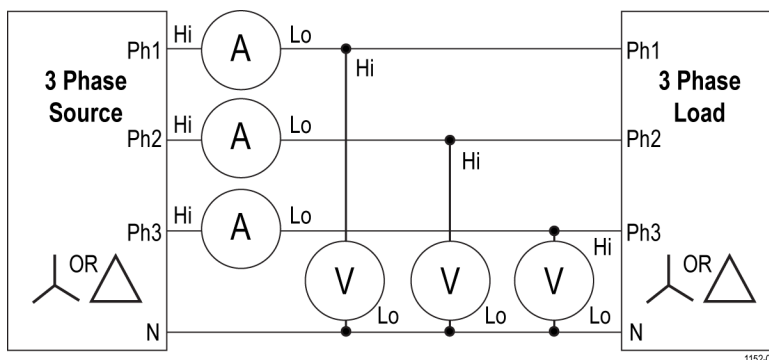 Ph1 Hi A Lo Ph1
3 Phase Source
Hi
3 Phase Load
Ph2 Hi A Lo Ph2
Hi
Ph3 Hi A Lo Ph3
Hi
OR
V V V
OR
Lo Lo Lo
N N